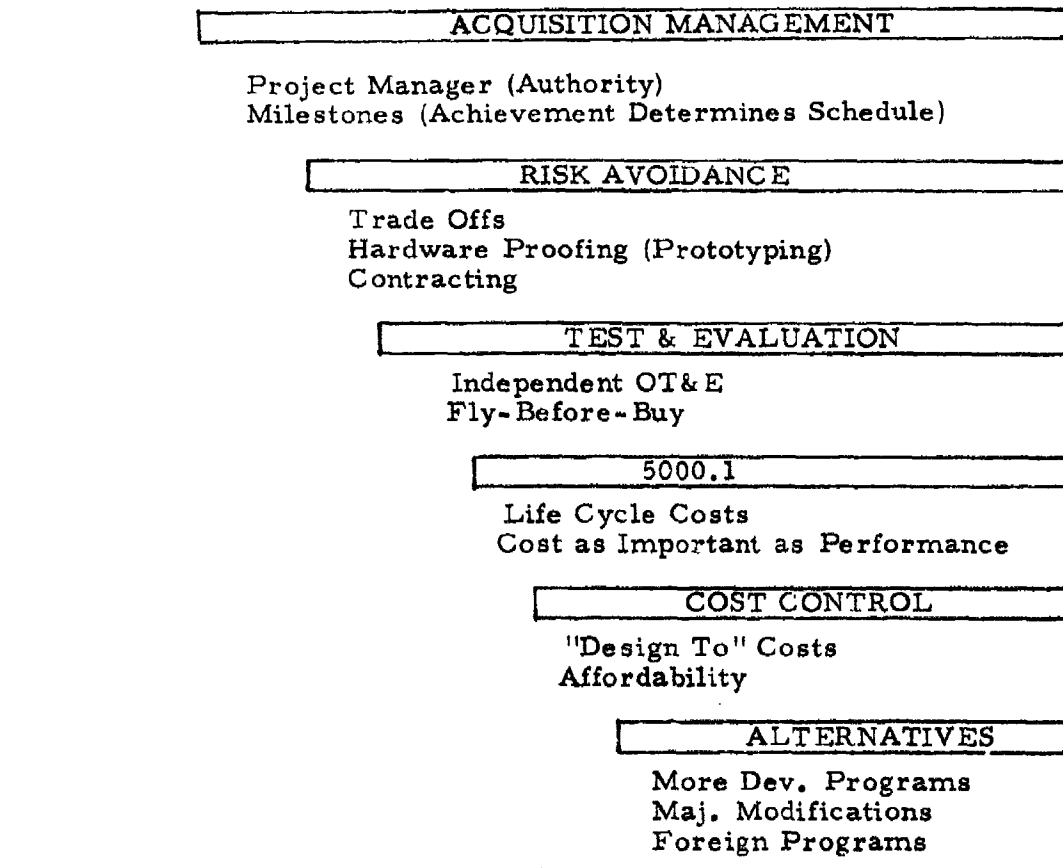 ACQUISITION MANAGEMENT
Project Manager (Authority)
Milestones (Achievement Determines Schedule)
RISK AVOIDANCE
Trade Offs
Hardware Proofing (Prototyping)
Contracting
TEST & EVALUATION
Independent OT&E
Fly-Before-Buy
5000.1
Life Cycle Costs
Cost as Important as Performance
COST CONTROL
"Design To" Costs
Affordability
ALTERNATIVES
More Dev. Programs
Maj. Modifications
Foreign Programs